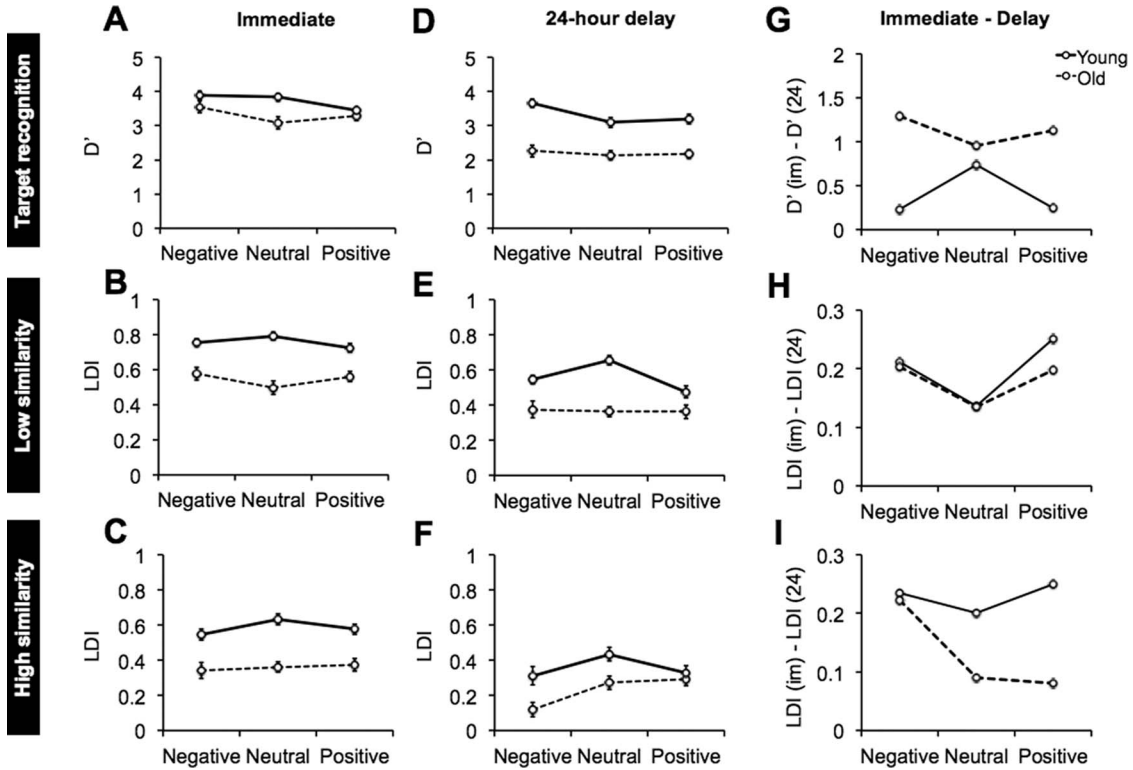 A Immediate
D 24-hour delay
G Immediate - Delay
Target recognition
D'
5
4
3
2
1
0
Negative Neutral Positive
D'
5
4
3
2
1
0
Negative Neutral Positive
D' (im) - D' (24)
2
1.5
1
0.5
0
Young
Old
Negative Neutral Positive
Low similarity
B
LDI
1
0.8
0.6
0.4
0.2
0
Negative Neutral Positive
E
LDI
1
0.8
0.6
0.4
0.2
0
Negative Neutral Positive
H
LDI (im) - LDI (24)
0.3
0.2
0.1
0
Negative Neutral Positive
High similarity
C
LDI
1
0.8
0.6
0.4
0.2
0
Negative Neutral Positive
F
LDI
1
0.8
0.6
0.4
0.2
0
Negative Neutral Positive
I
LDI (im) - LDI (24)
0.3
0.2
0.1
0
Negative Neutral Positive